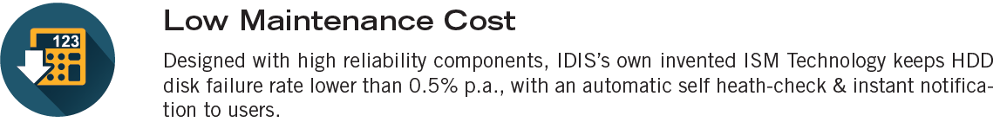 123
Low Maintenance Cost
Designed with high reliability components, IDIS's own invented ISM Technology keeps HDD
disk failure rate lower than 0.5% p.a., with an automatic self heath-check & instant notifica-
tion to users.